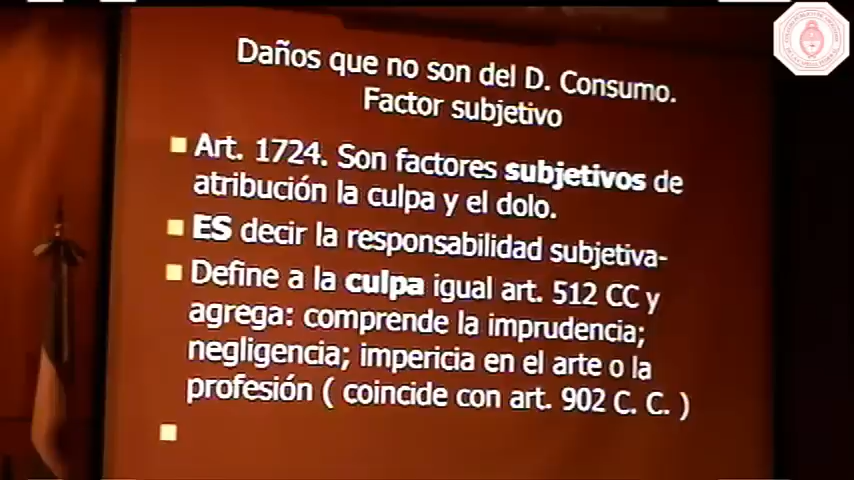 Daños que no son del D. Consumo.
Factor subjetivo
Art. 1724. Son factores subjetivos de
atribución la culpa y el dolo.
ES decir la responsabilidad subjetiva-
Define a la culpa igual art. 512 CC y
agrega: comprende la imprudencia;
negligencia; impericia en el arte o la
profesión ( coincide con art. 902 C. C. )